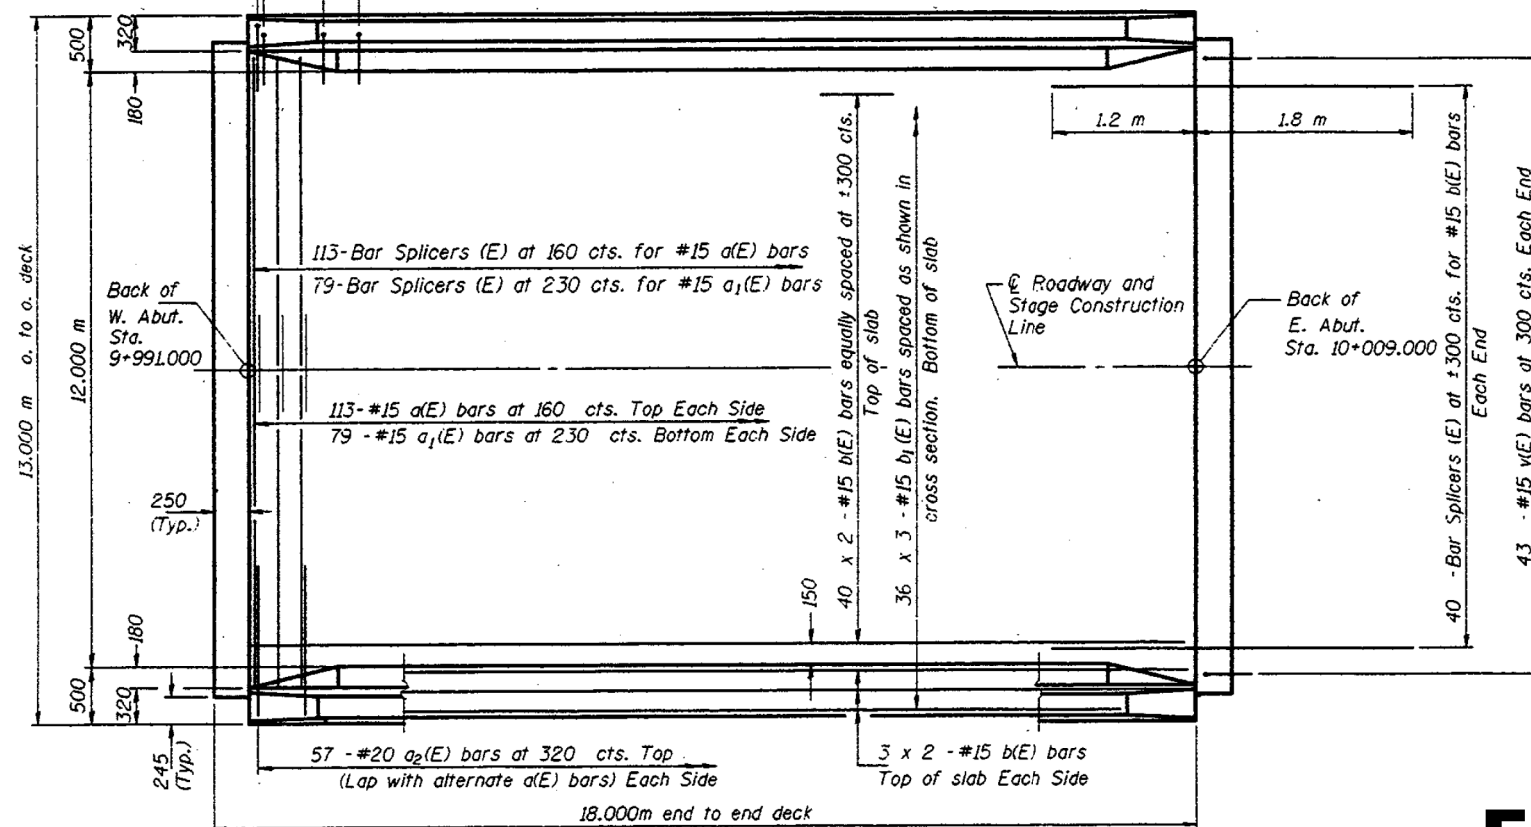 500
320
180
13.000 m o. to o. deck
12.000 m
Back of
W. Abut.
Sta.
9+991.000
250
(Typ.)
180
500
320
245
(Typ.)
113-Bar Splicers (E) at 160 cts. for #15 a(E) bars
79-Bar Splicers (E) at 230 cts. for #15 a1(E) bars
113-#15 a(E) bars at 160 cts. Top Each Side
79 -#15 a1(E) bars at 230 cts. Bottom Each Side
40 x 2 -#15 b(E) bars equally spaced at ±300 cts.
Top of slab
36 x 3 -#15 b1(E) bars spaced as shown in
cross section. Bottom of slab
150
1.2 m
1.8 m
℄ Roadway and
Stage Construction
Line
Back of
E. Abut.
Sta. 10+009.000
40 -Bar Splicers (E) at ±300 cts. for #15 b(E) bars
Each End
43 -#15 v(E) bars at 300 cts. Each End
57 -#20 a2(E) bars at 320 cts. Top
(Lap with alternate a(E) bars) Each Side
3 x 2 -#15 b(E) bars
Top of slab Each Side
18.000m end to end deck